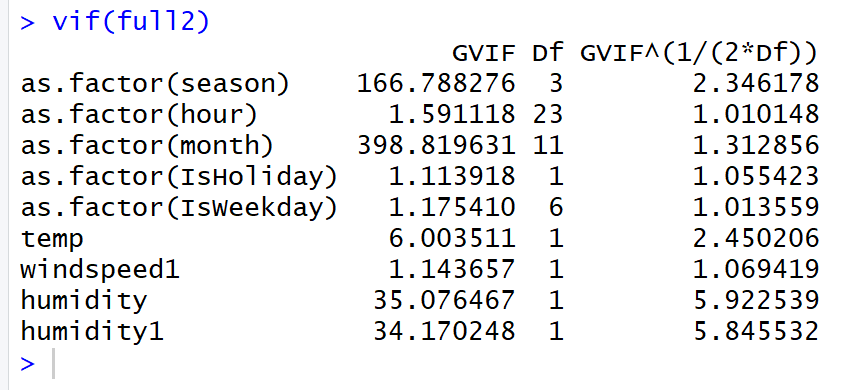 > vif(full2)
GVIF Df GVIF^(1/(2*Df))
as.factor(season) 166.788276 3 2.346178
as.factor(hour) 1.591118 23 1.010148
as.factor(month) 398.819631 11 1.312856
as.factor(IsHoliday) 1.113918 1 1.055423
as.factor(IsWeekday) 1.175410 6 1.013559
temp 6.003511 1 2.450206
windspeed1 1.143657 1 1.069419
humidity 35.076467 1 5.922539
humidity1 34.170248 1 5.845532
>